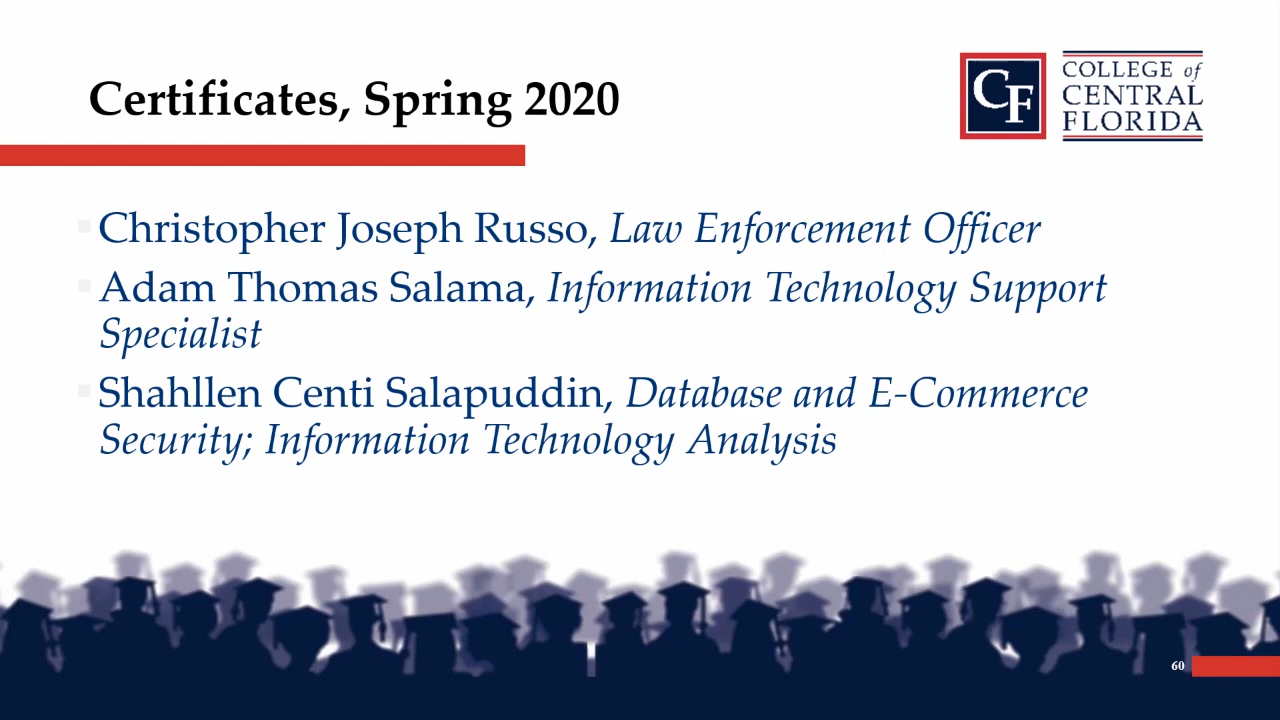 Certificates, Spring 2020
CF
COLLEGE of
CENTRAL
FLORIDA
Christopher Joseph Russo, Law Enforcement Officer
Adam Thomas Salama, Information Technology Support
Specialist
Shahllen Centi Salapuddin, Database and E-Commerce
Security; Information Technology Analysis
60